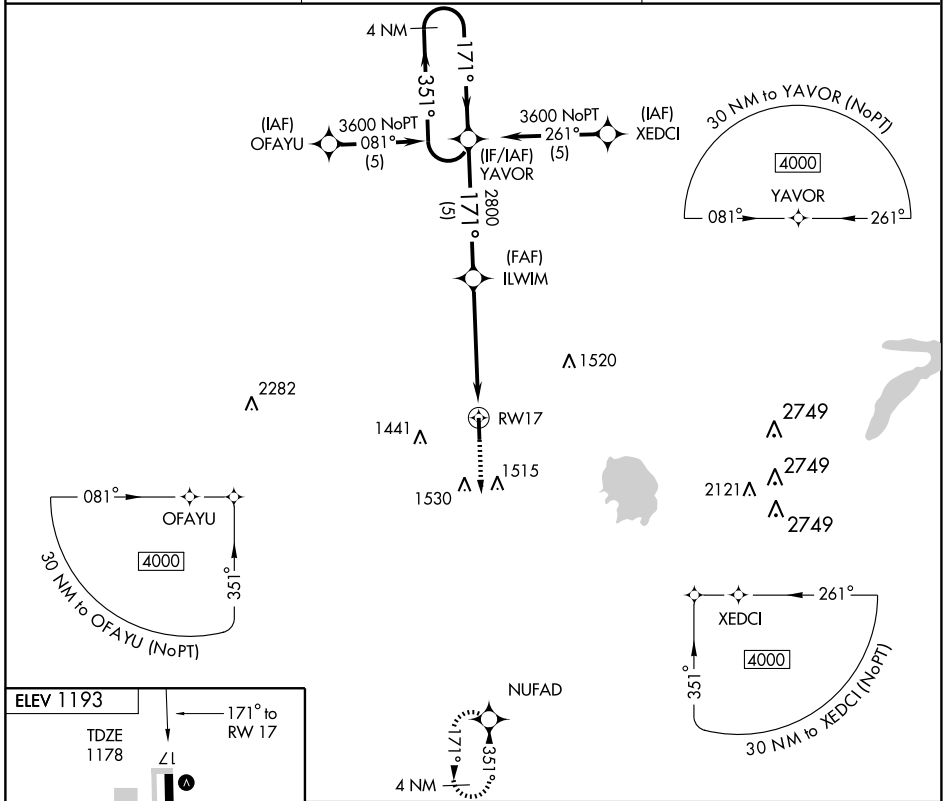 4 NM
171°
351°
(IAF)
OFAYU
3600 NoPT
081°
(5)
3600 NoPT
261°
(5)
(IAF)
XEDCI
(IF/IAF)
YAVOR
171°
2800
(5)
(FAF)
ILWIM
30 NM to YAVOR (NoPT)
4000
YAVOR
081°
261°
1520
2282
RW17
1441
1530
1515
2749
2749
2121
2749
081°
OFAYU
4000
351°
30 NM to OFAYU (NoPT)
261°
XEDCI
4000
351°
30 NM to XEDCI (NoPT)
NUFAD
171°
351°
4 NM
ELEV 1193
171° to
RW 17
TDZE
1178
17
V